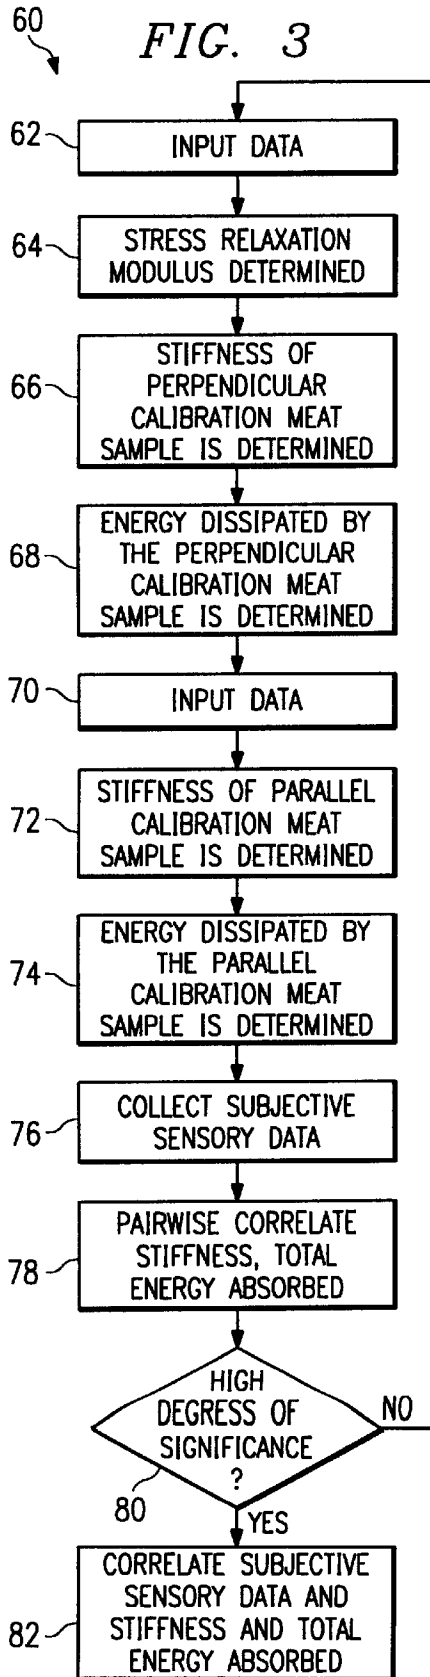 60
FIG. 3
62
INPUT DATA
64
STRESS RELAXATION
MODULUS DETERMINED
66
STIFFNESS OF
PERPENDICULAR
CALIBRATION MEAT
SAMPLE IS DETERMINED
68
ENERGY DISSIPATED BY
THE PERPENDICULAR
CALIBRATION MEAT
SAMPLE IS DETERMINED
70
INPUT DATA
72
STIFFNESS OF PARALLEL
CALIBRATION MEAT
SAMPLE IS DETERMINED
74
ENERGY DISSIPATED BY
THE PARALLEL
CALIBRATION MEAT
SAMPLE IS DETERMINED
76
COLLECT SUBJECTIVE
SENSORY DATA
78
PAIRWISE CORRELATE
STIFFNESS, TOTAL
ENERGY ABSORBED
HIGH
DEGRESS OF
SIGNIFICANCE
?
NO
80
YES
82
CORRELATE SUBJECTIVE
SENSORY DATA AND
STIFFNESS AND TOTAL
ENERGY ABSORBED